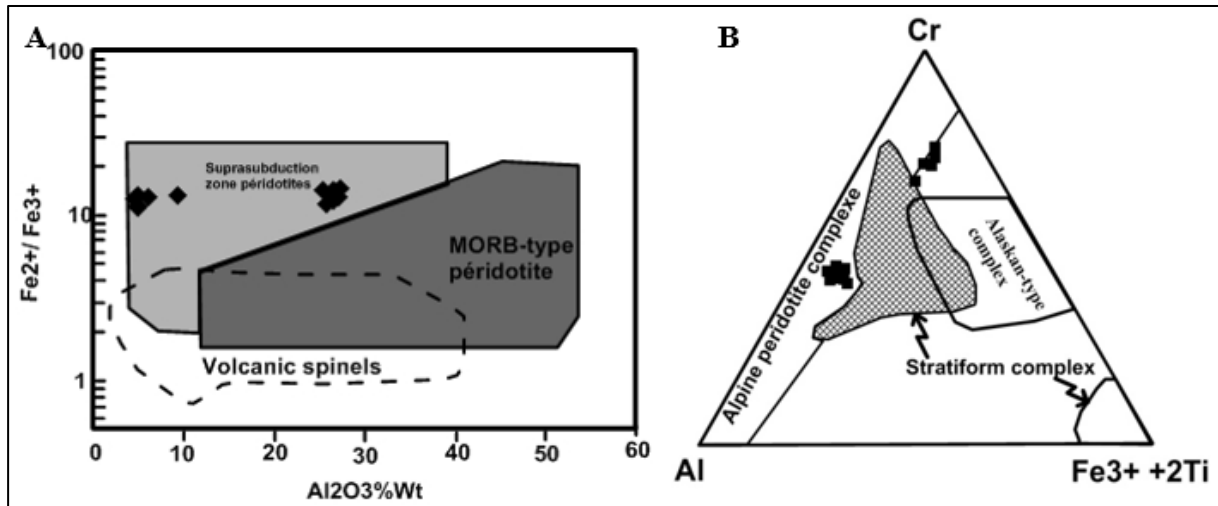 A
100
10
1
Fe2+/ Fe3+
Suprasubduction
zone péridotites
MORB-type
péridotite
Volcanic spinels
0 10 20 30 40 50 60
Al2O3%Wt
B
Cr
Alpine peridotite complexe
Alaskan-type
complex
Stratiform complex
Al
Fe3+ +2Ti